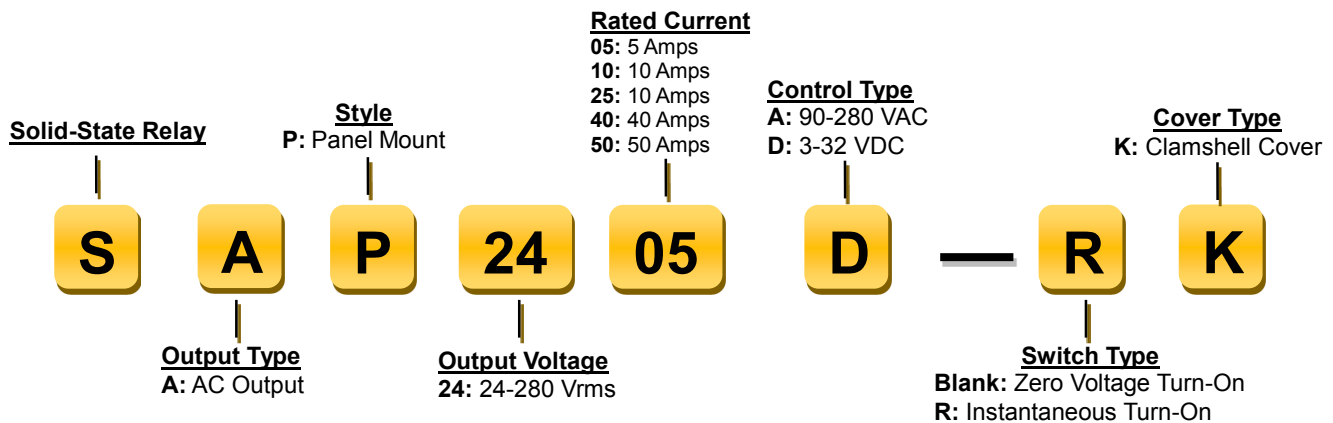 Rated Current
05: 5 Amps
10: 10 Amps
25: 10 Amps
40: 40 Amps
50: 50 Amps
Control Type
A: 90-280 VAC
D: 3-32 VDC
Style
P: Panel Mount
Solid-State Relay
Cover Type
K: Clamshell Cover
S A P 24 05 D — R K
Output Type
A: AC Output
Output Voltage
24: 24-280 Vrms
Switch Type
Blank: Zero Voltage Turn-On
R: Instantaneous Turn-On